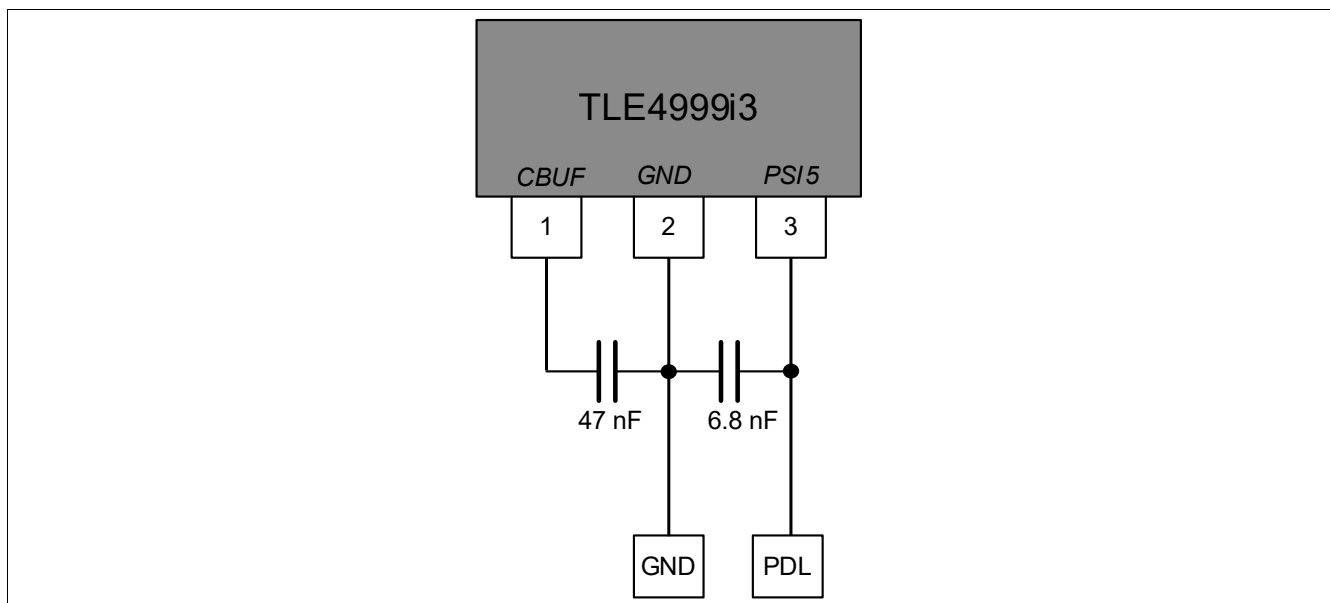 TLE4999i3
CBUF GND PSI5
1 2 3
47 nF 6.8 nF
GND PDL